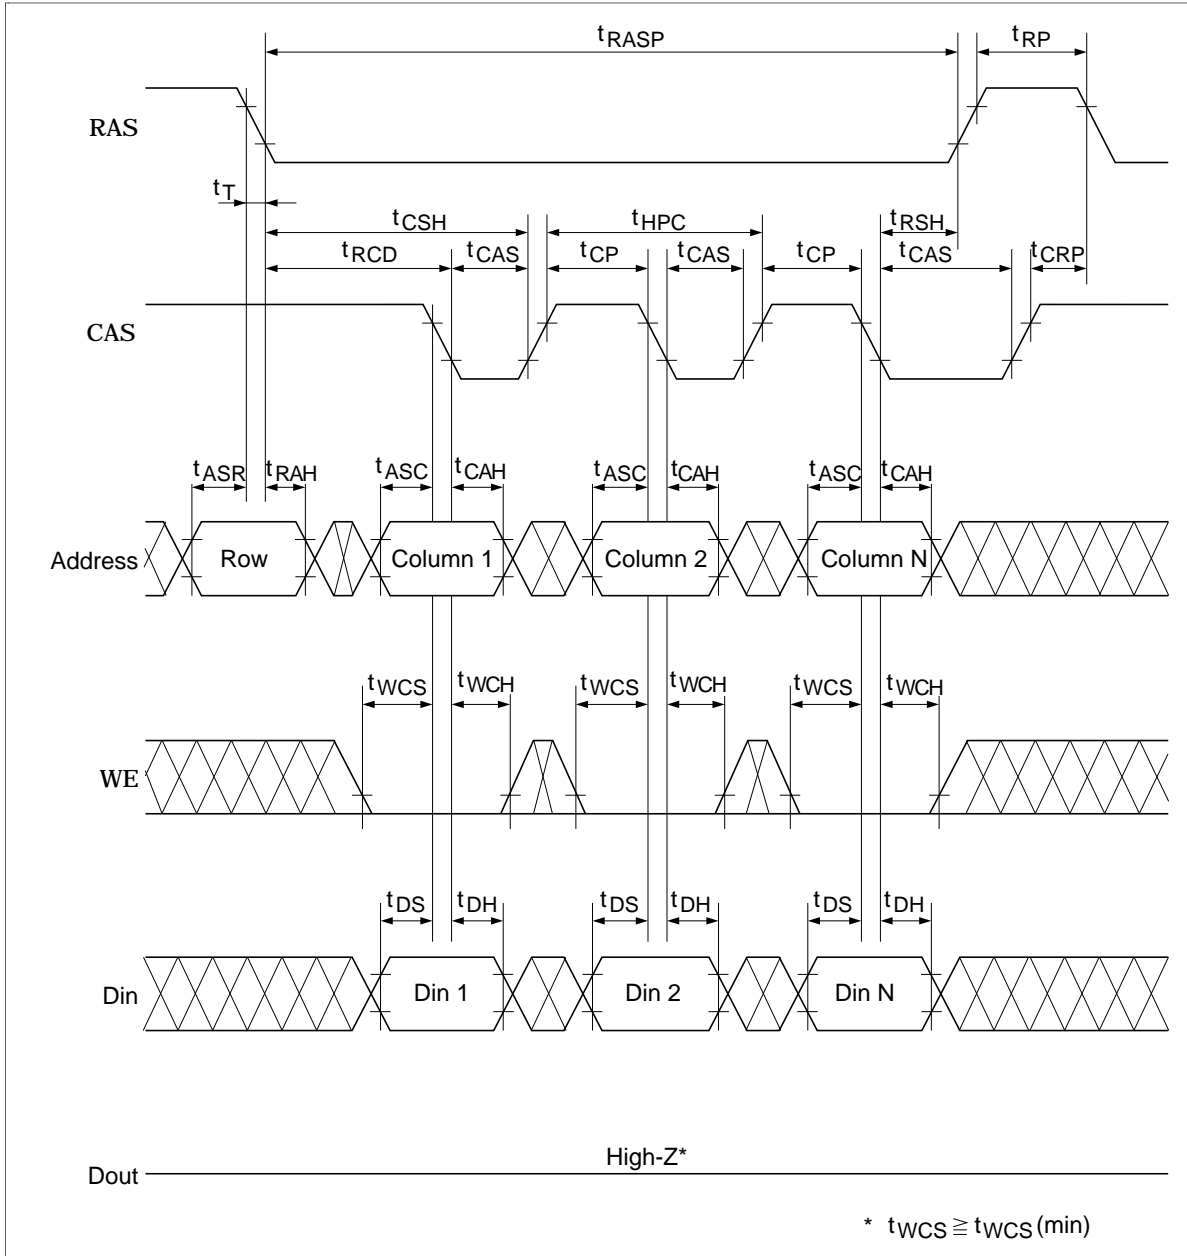 tRASP tRP
RAS
tT
tCSH tHPC tRSH
tRCD tCAS tCP tCAS tCP tCAS tCRP
CAS
tASR tRAH tASC tCAH tASC tCAH tASC tCAH
Address Row Column 1 Column 2 Column N
tWCS tWCH tWCS tWCH tWCS tWCH
WE
tDS tDH tDS tDH tDS tDH
Din Din 1 Din 2 Din N
High-Z*
Dout
* tWCS ≧ tWCS (min)